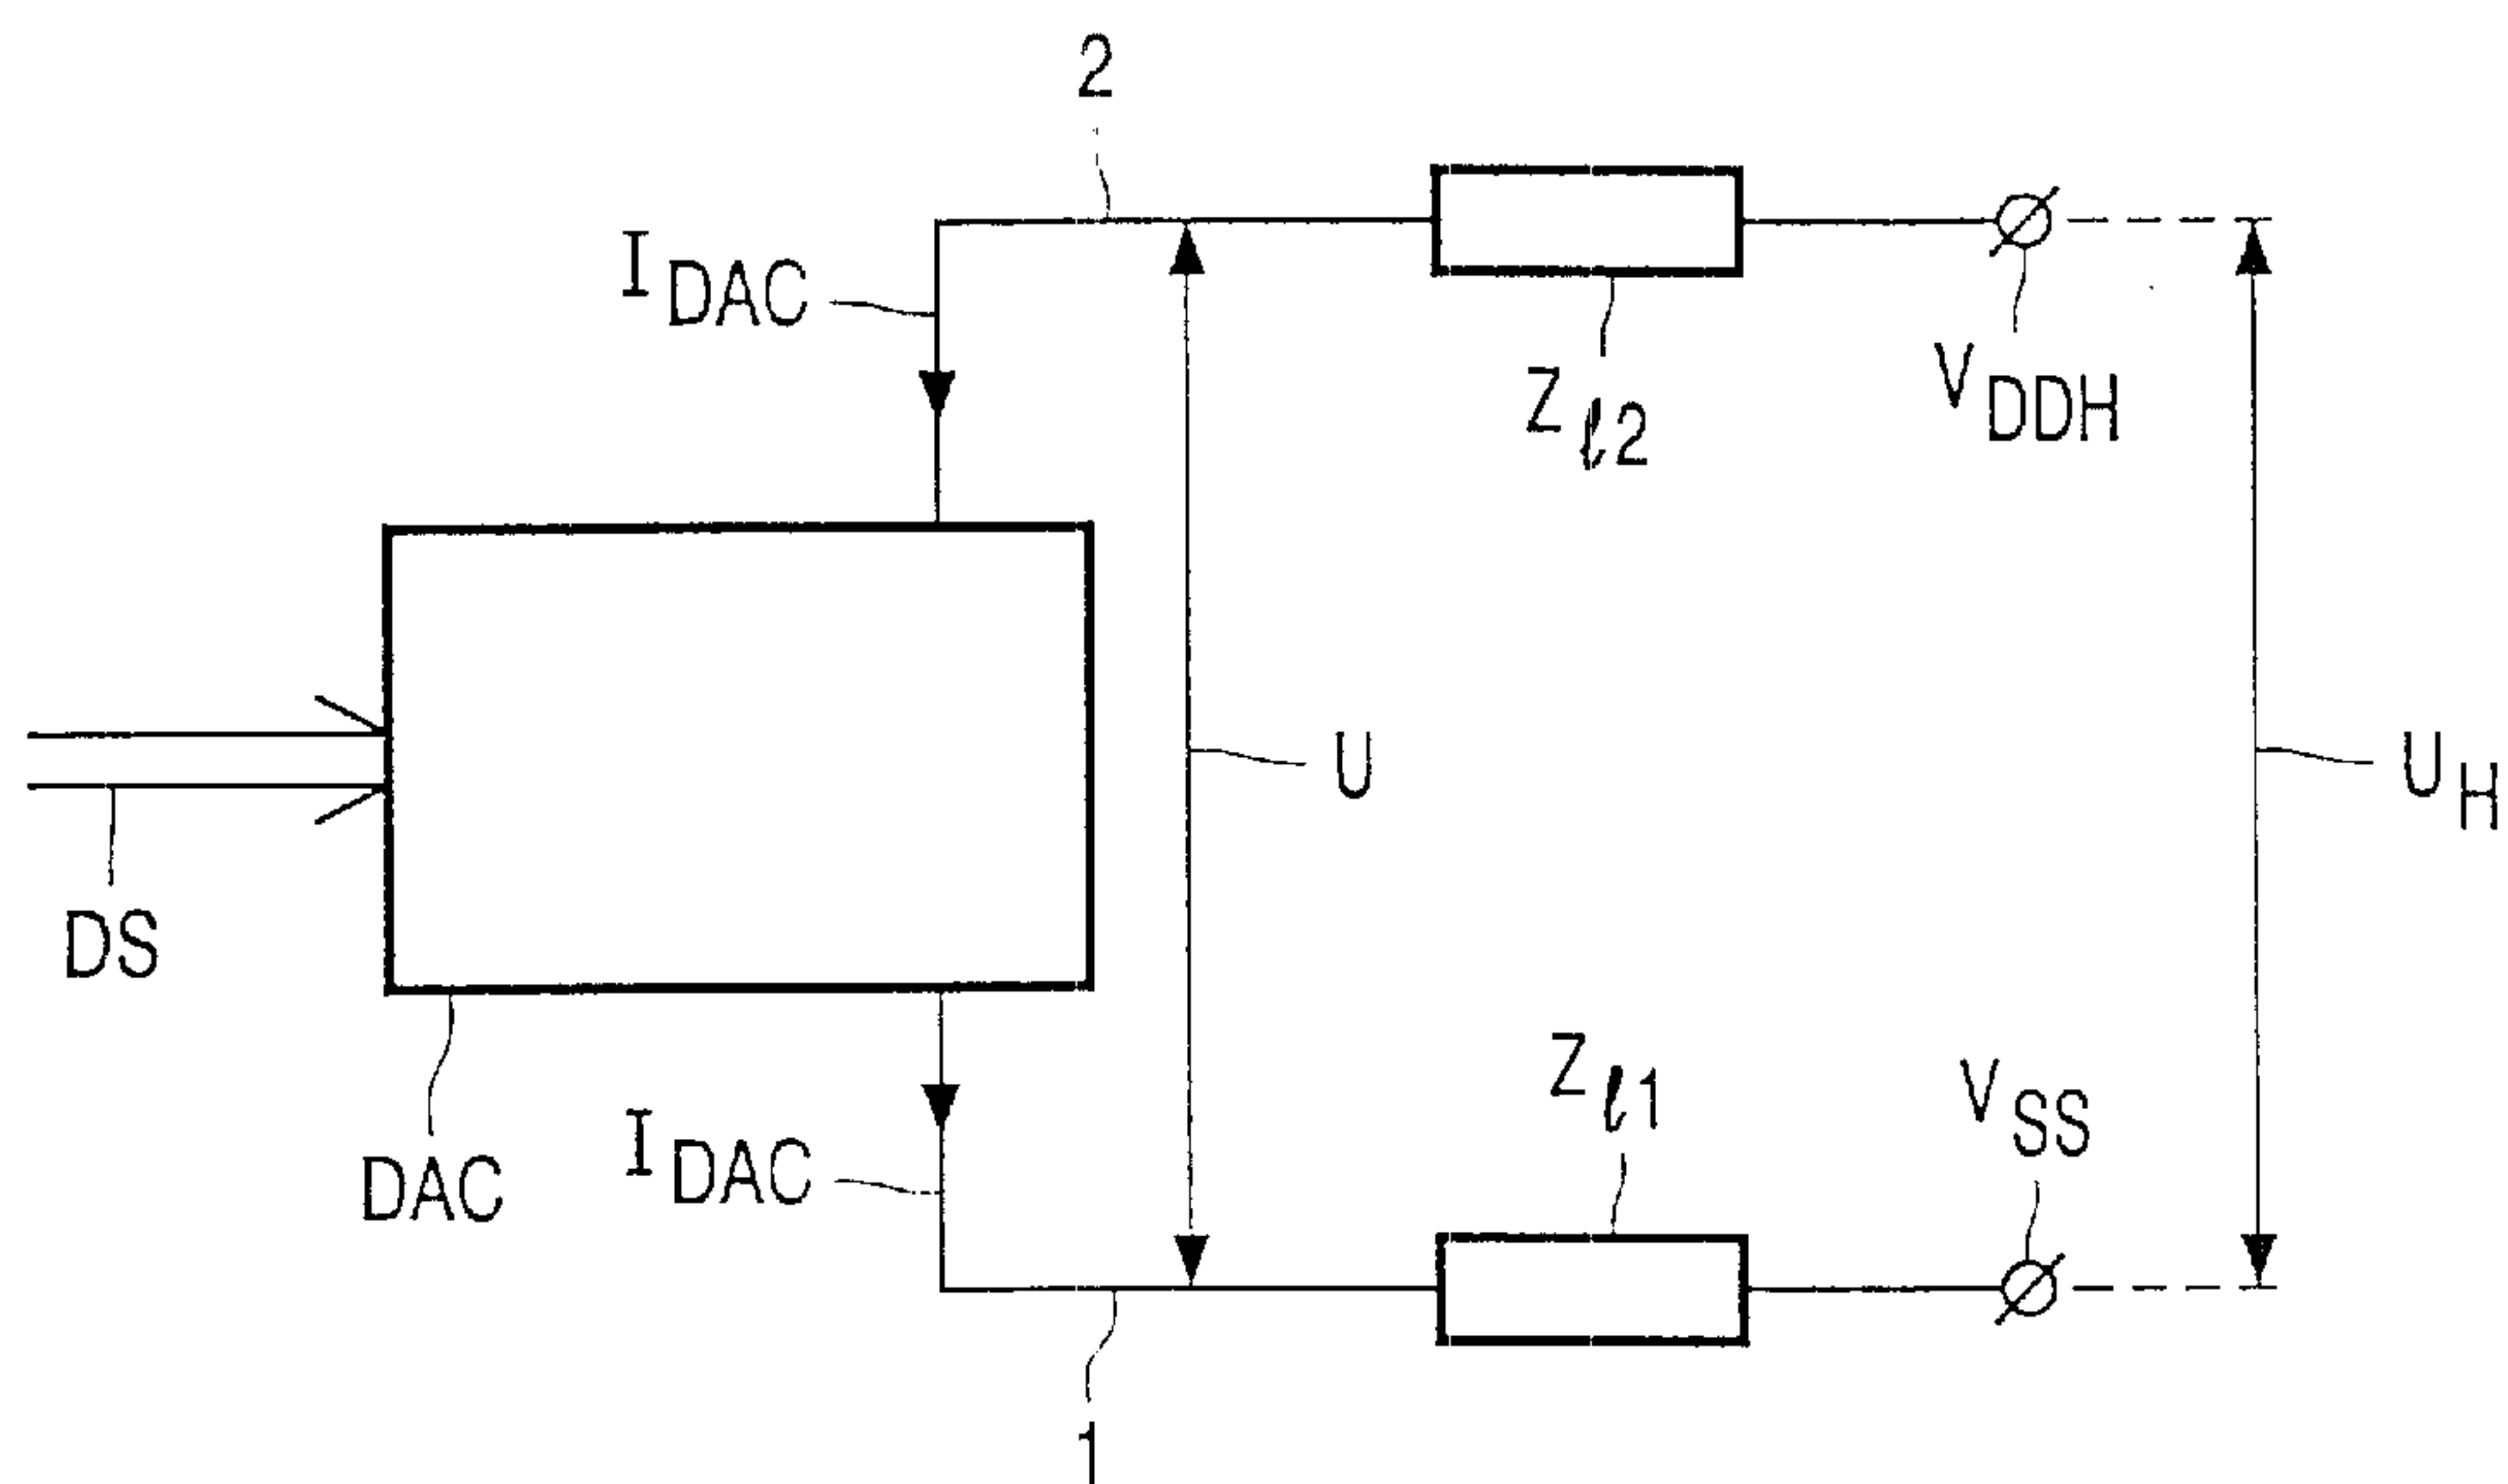 2
I DAC
Z ℓ2
V DDH
U
U H
DS
DAC
I DAC
Z ℓ1
V SS
1